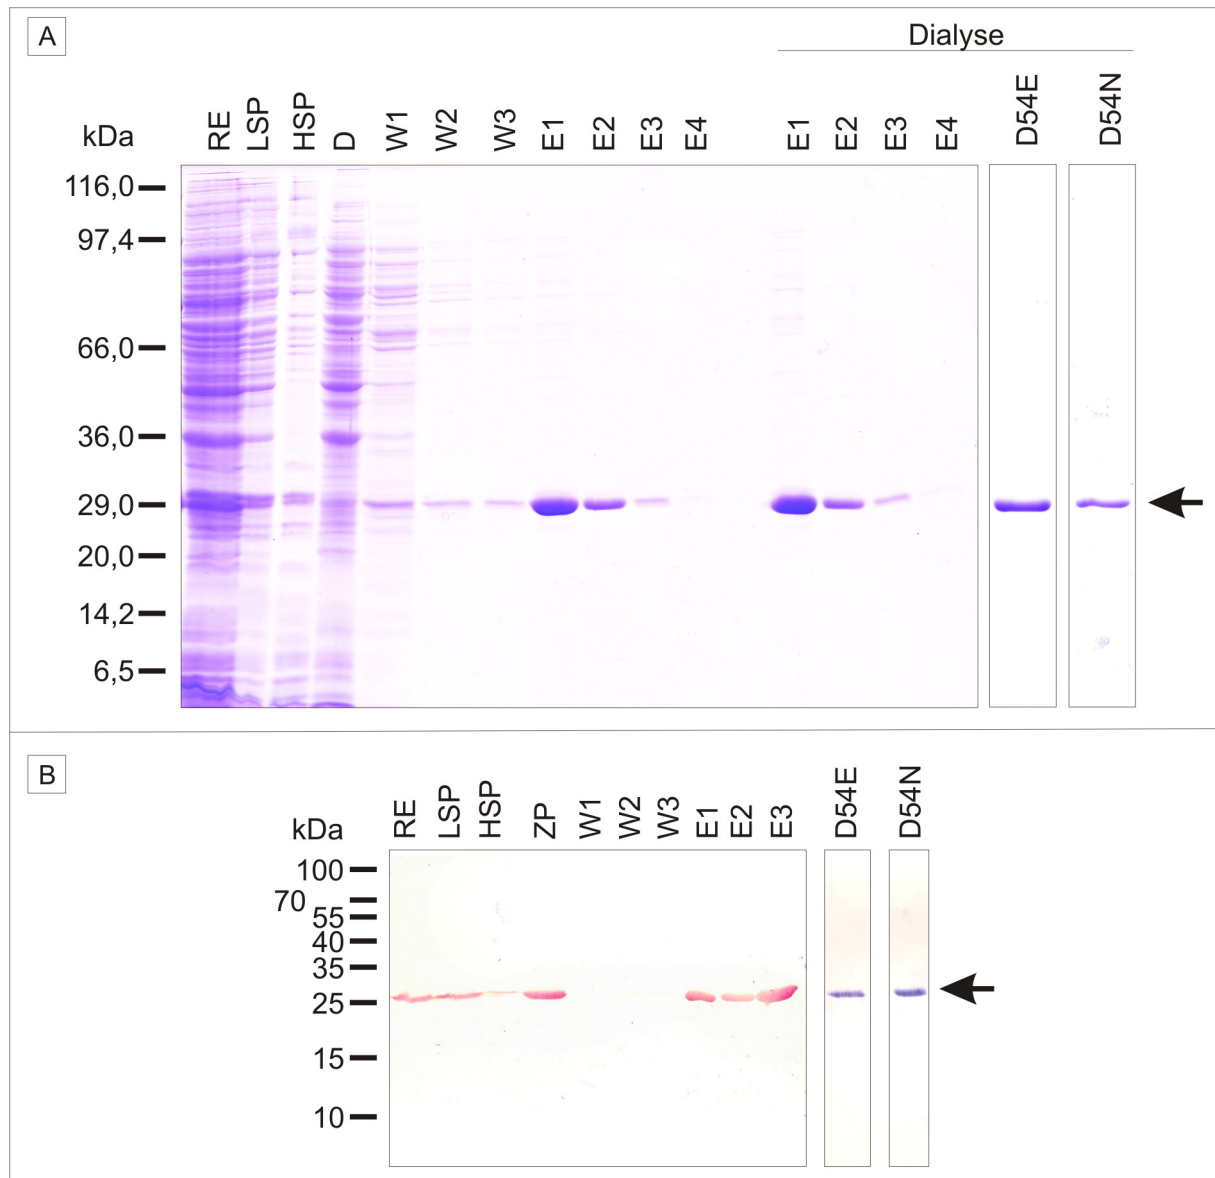 A
Dialyse
kDa
RE LSP HSP D W1 W2 W3 E1 E2 E3 E4 E1 E2 E3 E4 D54E D54N
116,0
97,4
66,0
36,0
29,0
20,0
14,2
6,5
B
kDa
RE LSP HSP ZP W1 W2 W3 E1 E2 E3 D54E D54N
100
70
55
40
35
25
15
10